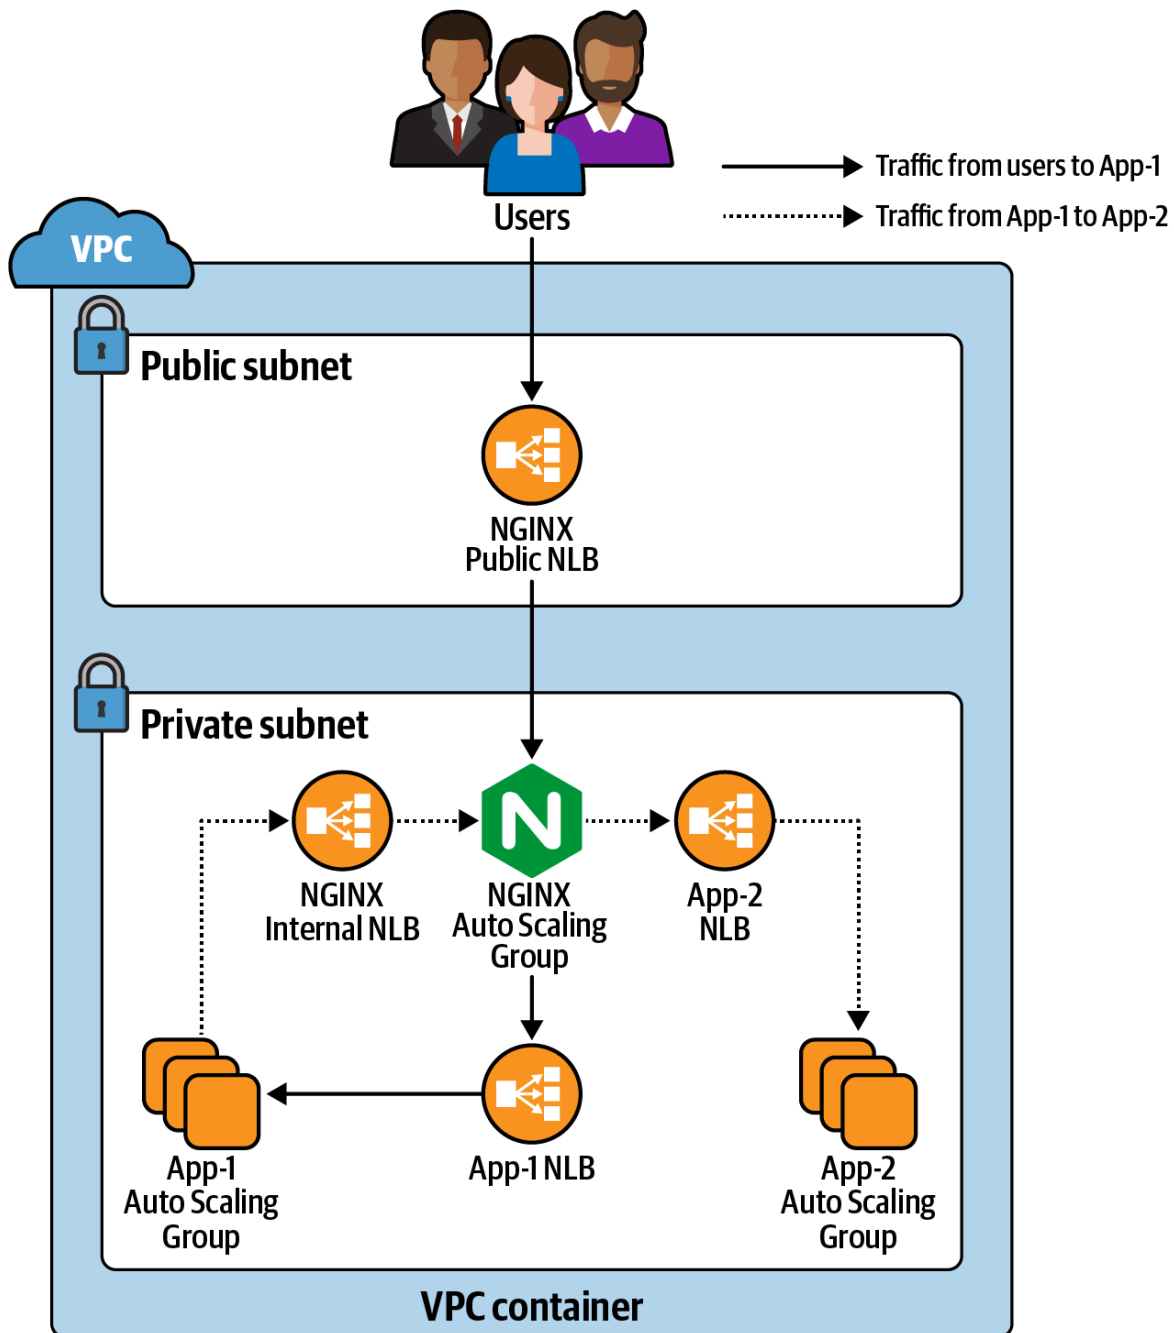 Traffic from users to App-1
Users
Traffic from App-1 to App-2
VPC
Public subnet
NGINX
Public NLB
Private subnet
N
NGINX
Internal NLB
NGINX
Auto Scaling
Group
App-2
NLB
App-1
Auto Scaling
Group
App-1 NLB
App-2
Auto Scaling
Group
VPC container